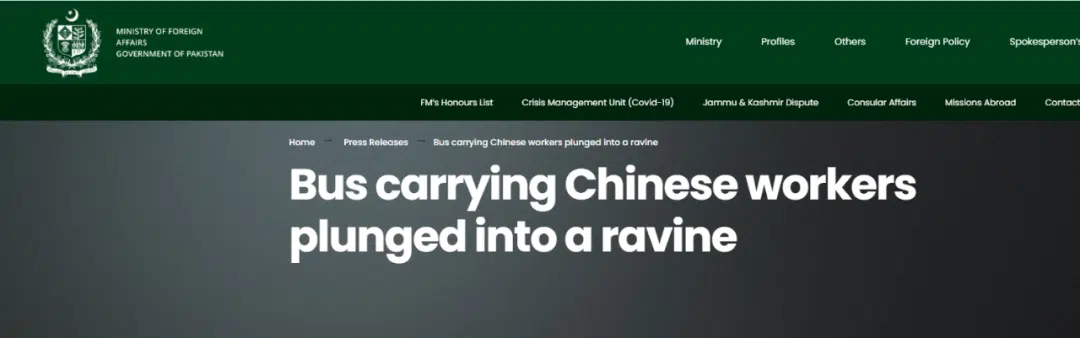 MINISTRY OF FOREIGN
AFFAIRS
GOVERNMENT OF PAKISTAN
Ministry Profiles Others Foreign Policy Spokesperson's
FM's Honours List Crisis Management Unit (Covid-19) Jammu & Kashmir Dispute Consular Affairs Missions Abroad Contact
Home Press Releases Bus carrying Chinese workers plunged into a ravine
Bus carrying Chinese workers
plunged into a ravine